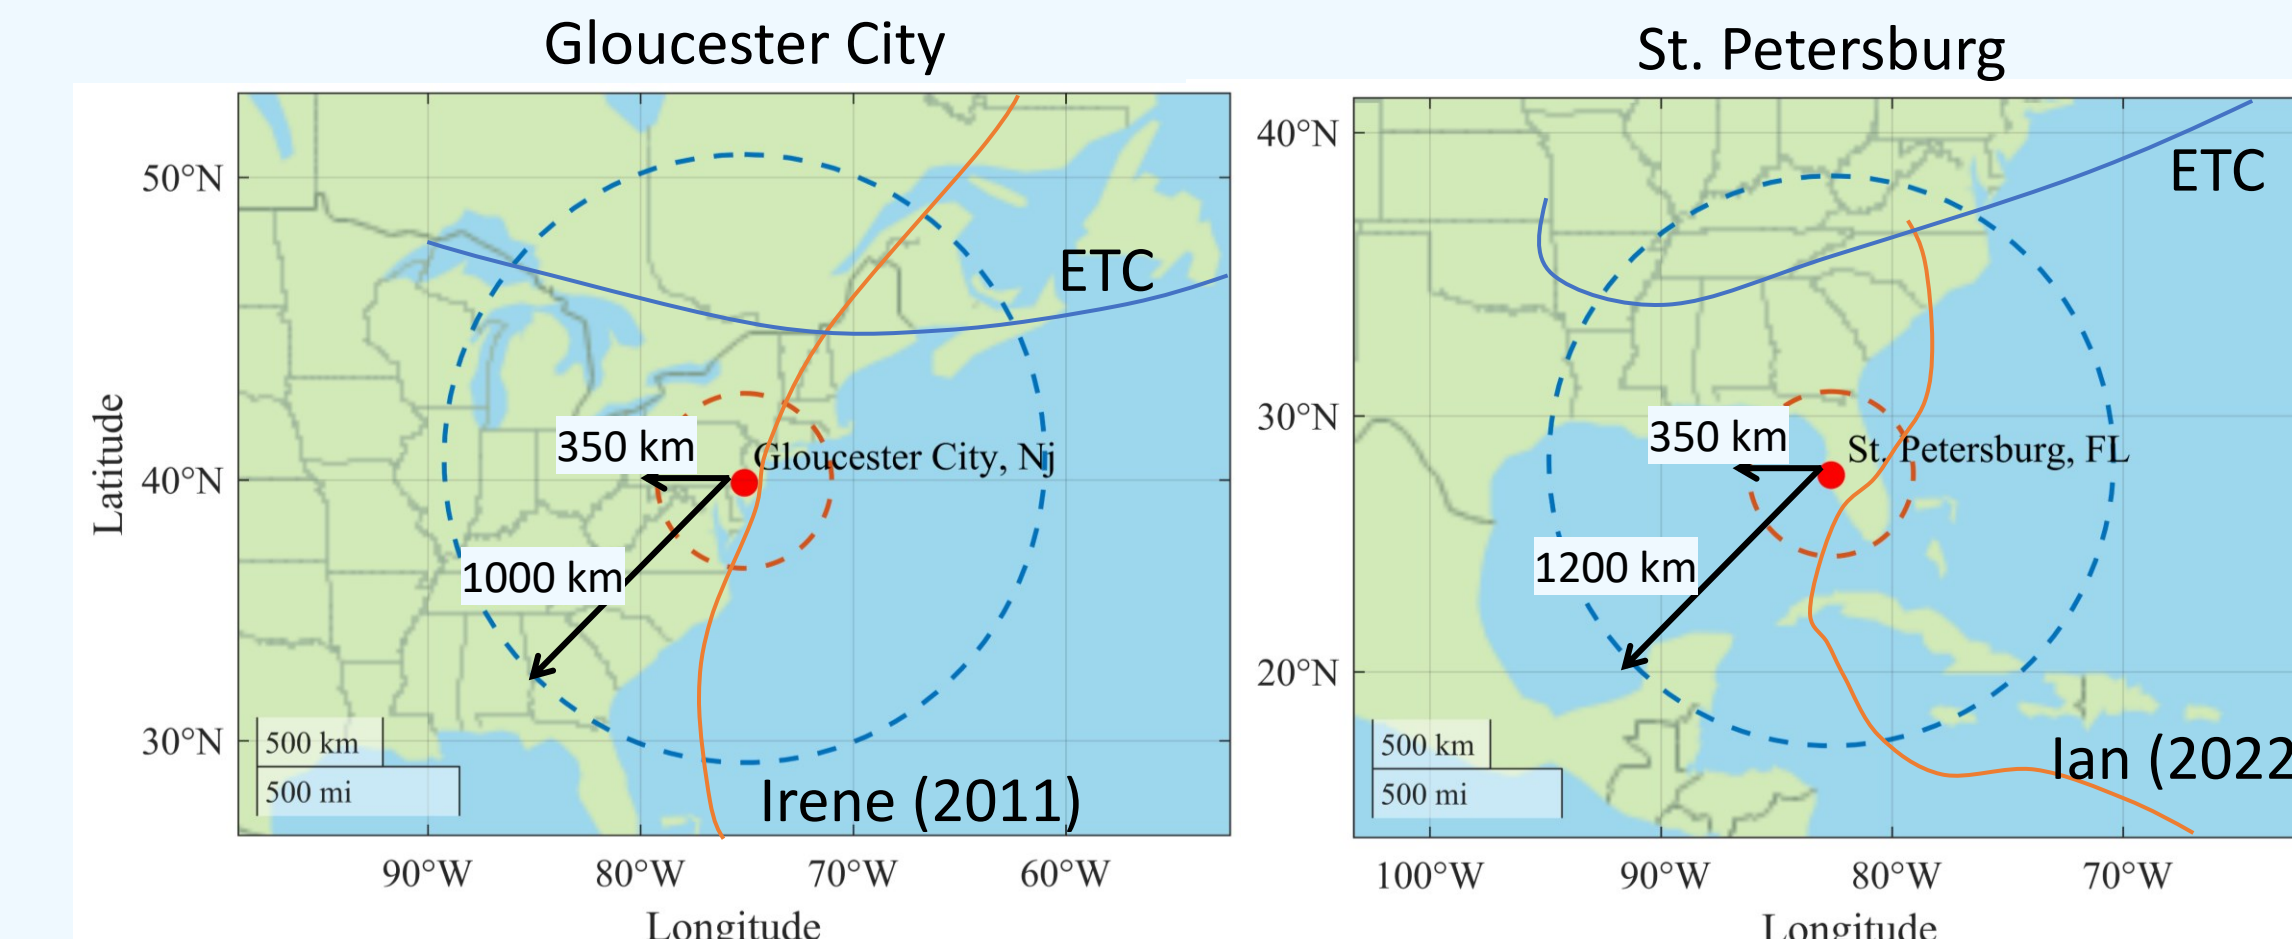 Gloucester City
50°N
40°N
30°N
Latitude
ETC
350 km
Gloucester City, Nj
1000 km
500 km
500 mi
Irene (2011)
90°W
80°W
70°W
60°W
Longitude
St. Petersburg
40°N
30°N
20°N
ETC
350 km
St. Petersburg, FL
1200 km
500 km
500 mi
Ian (2022
100°W
90°W
80°W
70°W
Longitude